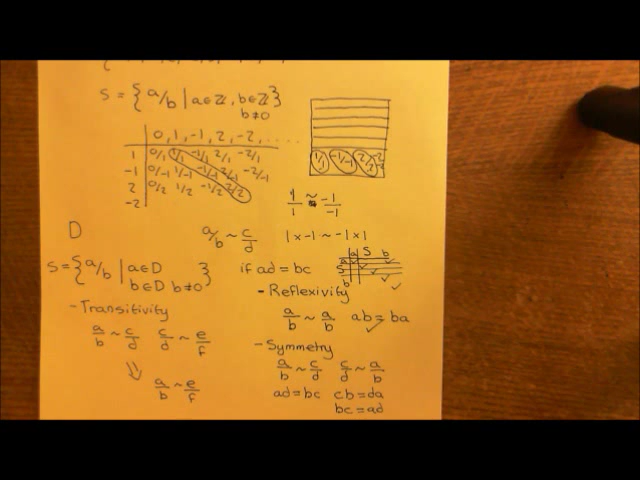 S = { a/b | a ∈ ℤ, b ∈ ℤ }
b ≠ 0
0, 1, -1, 2, -2, .....
1 0/1 1/1 -1/1 2/1 -2/1
-1 0/-1 1/-1 -1/-1 2/-1 -2/-1
2 0/2 1/2 -1/2 2/2
-2
1/1 -1/-1 2/2 -2/-2
1/1 ~ -1/-1
D
a/b ~ c/d 1 x -1 ~ -1 x 1
S = { a/b | a ∈ D
b ∈ D b ≠ 0 }
if ad = bc
S
a b
a
S
b
- Reflexivity
a/b ~ a/b ab = ba
- Symmetry
a/b ~ c/d c/d ~ a/b
ad = bc cb = da
bc = ad
- Transitivity
a/b ~ c/d c/d ~ e/f
⇓
a/b ~ e/f